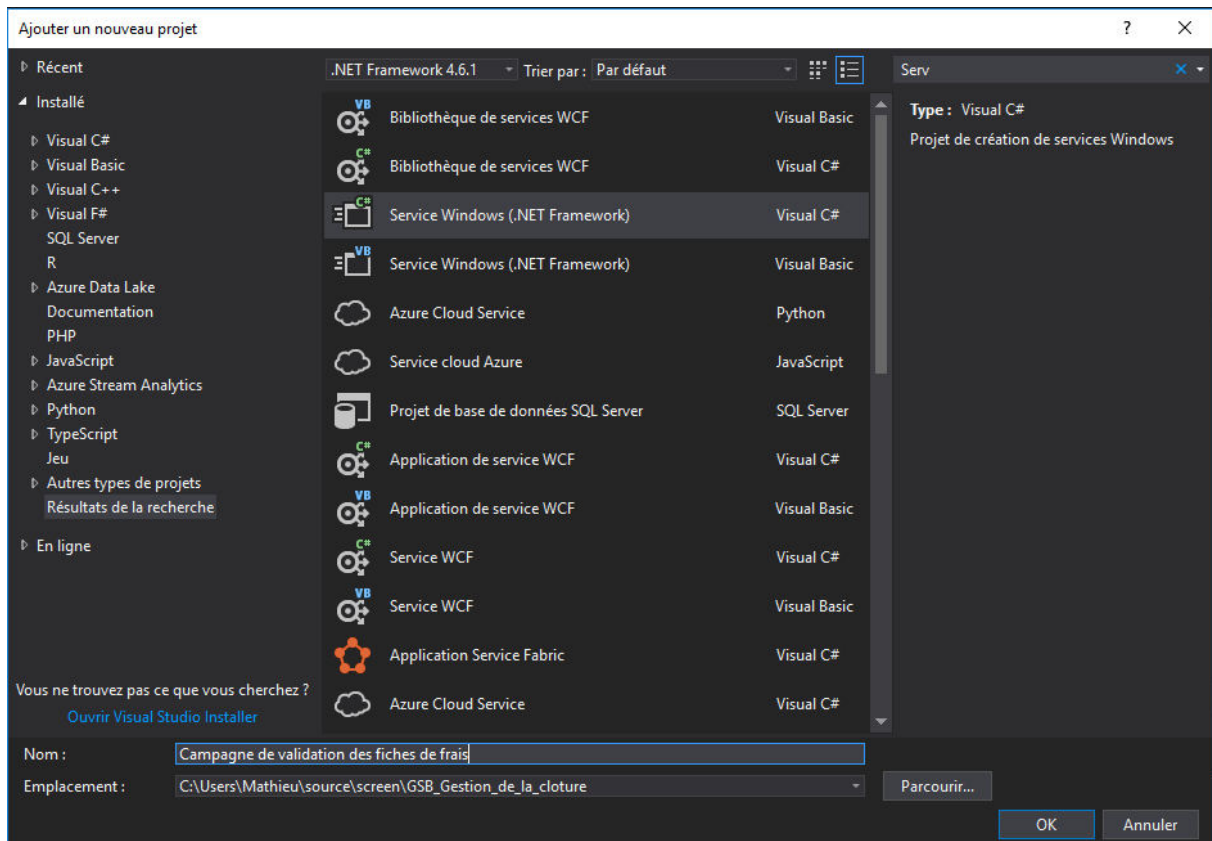 Ajouter un nouveau projet
?
Récent
.NET Framework 4.6.1 Trier par : Par défaut
Serv
Installé
Visual C#
Visual Basic
Visual C++
Visual F#
SQL Server
R
Azure Data Lake
Documentation
PHP
JavaScript
Azure Stream Analytics
Python
TypeScript
Jeu
Autres types de projets
Résultats de la recherche
En ligne
Vous ne trouvez pas ce que vous cherchez ?
Ouvrir Visual Studio Installer
VB Bibliothèque de services WCF Visual Basic
C# Bibliothèque de services WCF Visual C#
C# Service Windows (.NET Framework) Visual C#
VB Service Windows (.NET Framework) Visual Basic
Azure Cloud Service Python
Service cloud Azure JavaScript
Projet de base de données SQL Server SQL Server
C# Application de service WCF Visual C#
VB Application de service WCF Visual Basic
C# Service WCF Visual C#
VB Service WCF Visual Basic
Application Service Fabric Visual C#
Azure Cloud Service Visual C#
Type : Visual C#
Projet de création de services Windows
Nom : Campagne de validation des fiches de frais
Emplacement : C:\Users\Mathieu\source\screen\GSB_Gestion_de_la_cloture Parcourir...
OK Annuler